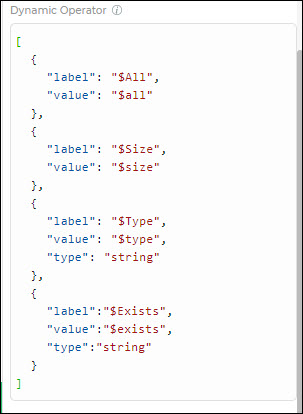 Dynamic Operator
[
{
"label": "$All",
"value": "$all"
},
{
"label": "$Size",
"value": "$size"
},
{
"label": "$Type",
"value": "$type",
"type": "string"
},
{
"label":"$Exists",
"value":"$exists",
"type":"string"
}
]